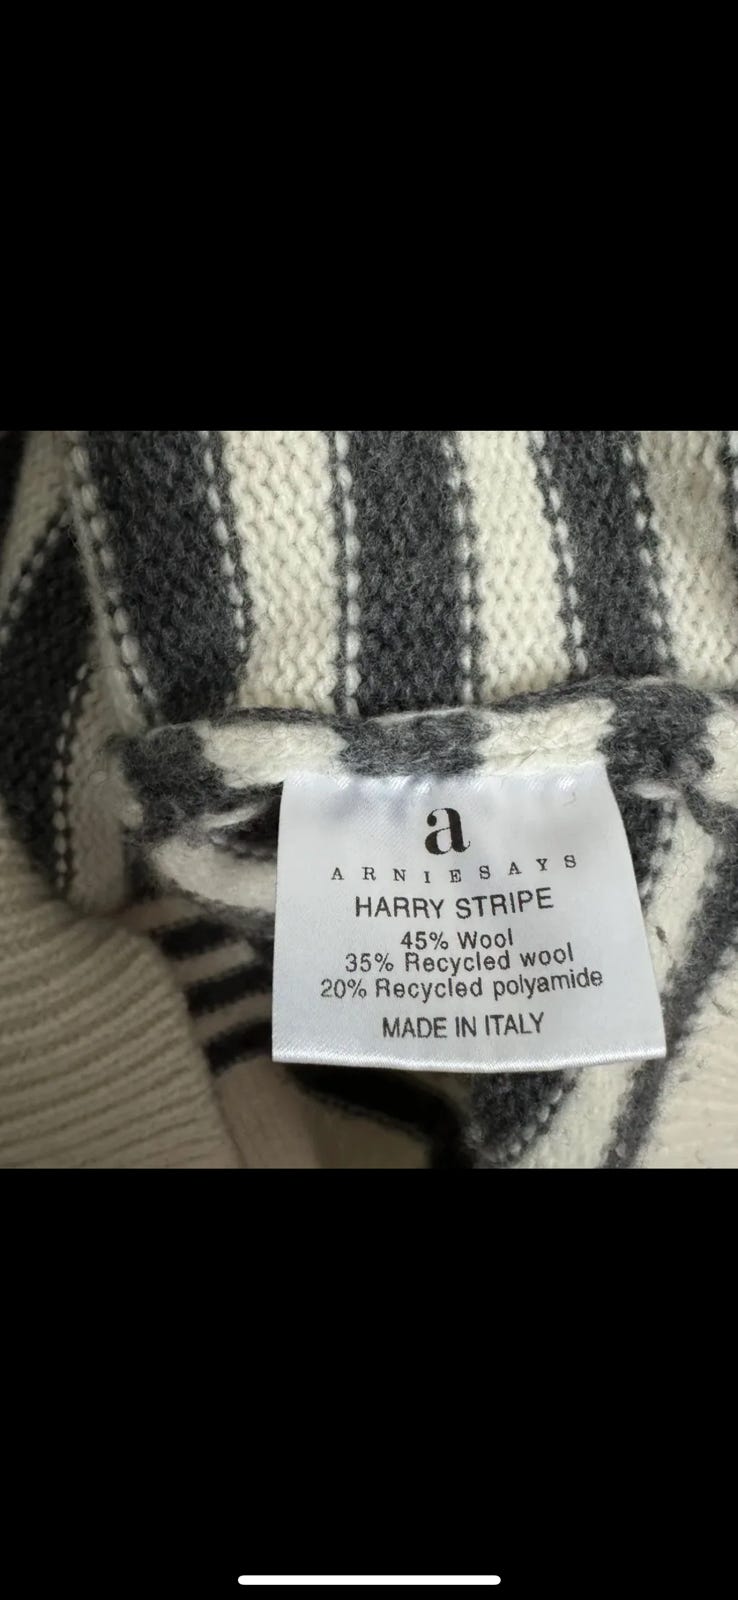 a
ARNIESAYS
HARRY STRIPE
45% Wool
35% Recycled wool
20% Recycled polyamide
MADE IN ITALY